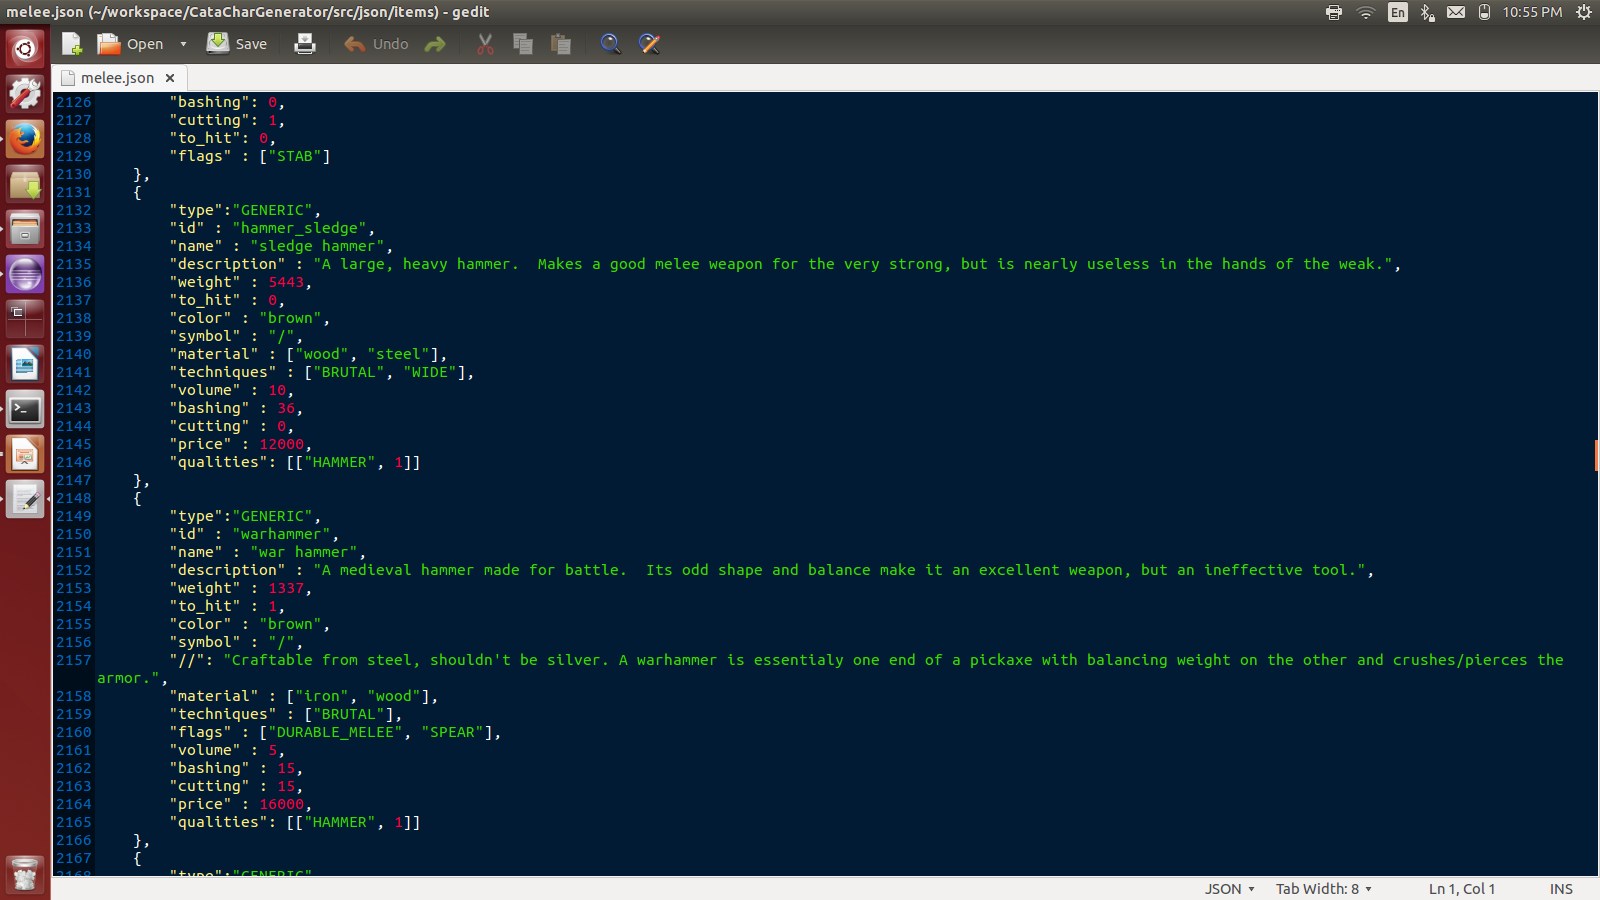 melee.json (~/workspace/CataCharGenerator/src/json/items) - gedit
En
10:55 PM
Open
Save
Undo
melee.json
2126 "bashing": 0,
2127 "cutting": 1,
2128 "to_hit": 0,
2129 "flags" : ["STAB"]
2130 },
2131 {
2132 "type":"GENERIC",
2133 "id" : "hammer_sledge",
2134 "name" : "sledge hammer",
2135 "description" : "A large, heavy hammer.  Makes a good melee weapon for the very strong, but is nearly useless in the hands of the weak.",
2136 "weight" : 5443,
2137 "to_hit" : 0,
2138 "color" : "brown",
2139 "symbol" : "/",
2140 "material" : ["wood", "steel"],
2141 "techniques" : ["BRUTAL", "WIDE"],
2142 "volume" : 10,
2143 "bashing" : 36,
2144 "cutting" : 0,
2145 "price" : 12000,
2146 "qualities": [["HAMMER", 1]]
2147 },
2148 {
2149 "type":"GENERIC",
2150 "id" : "warhammer",
2151 "name" : "war hammer",
2152 "description" : "A medieval hammer made for battle.  Its odd shape and balance make it an excellent weapon, but an ineffective tool.",
2153 "weight" : 1337,
2154 "to_hit" : 1,
2155 "color" : "brown",
2156 "symbol" : "/",
2157 "//": "Craftable from steel, shouldn't be silver. A warhammer is essentialy one end of a pickaxe with balancing weight on the other and crushes/pierces the
armor.",
2158 "material" : ["iron", "wood"],
2159 "techniques" : ["BRUTAL"],
2160 "flags" : ["DURABLE_MELEE", "SPEAR"],
2161 "volume" : 5,
2162 "bashing" : 15,
2163 "cutting" : 15,
2164 "price" : 16000,
2165 "qualities": [["HAMMER", 1]]
2166 },
2167 {
2168 "type":"GENERIC"
JSON
Tab Width: 8
Ln 1, Col 1
INS